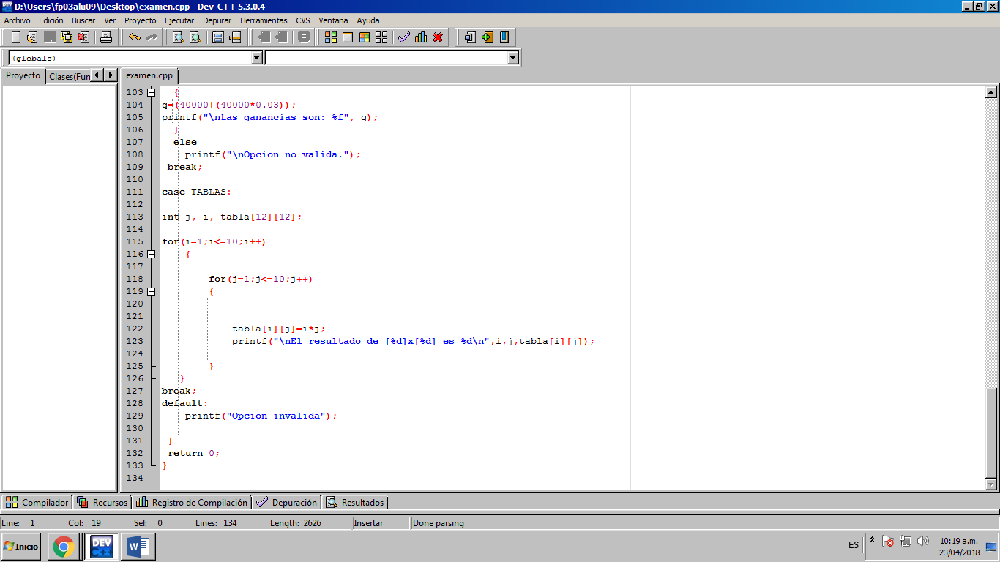 D:\Users\fp03alu09\Desktop\examen.cpp - Dev-C++ 5.3.0.4
Archivo Edición Buscar Ver Proyecto Ejecutar Depurar Herramientas CVS Ventana Ayuda
(globals)
Proyecto Clases(Fun examen.cpp
103 {
104 q=(40000+(40000*0.03));
105 printf("\nLas ganancias son: %f", q);
106 }
107 else
108 printf("\nOpcion no valida.");
109 break;
110
111 case TABLAS:
112
113 int j, i, tabla[12][12];
114
115 for(i=1;i<=10;i++)
116 {
117
118 for(j=1;j<=10;j++)
119 {
120
121
122 tabla[i][j]=i*j;
123 printf("\nEl resultado de [%d]x[%d] es %d\n",i,j,tabla[i][j]);
124
125 }
126 }
127 break;
128 default:
129 printf("Opcion invalida");
130
131 }
132 return 0;
133 }
134
Compilador Recursos Registro de Compilación Depuración Resultados
Line: 1 Col: 19 Sel: 0 Lines: 134 Length: 2626 Insertar Done parsing
Inicio DEV C++ W ES 10:19 a.m.
23/04/2018